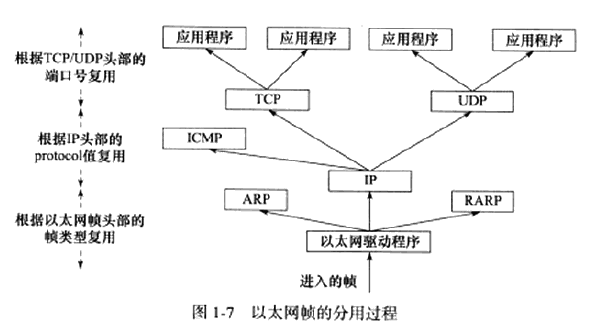 应用程序 应用程序 应用程序 应用程序
根据TCP/UDP头部的
端口号复用
TCP UDP
ICMP
根据IP头部的
protocol值复用
IP
ARP RARP
根据以太网帧头部的
帧类型复用
以太网驱动程序
进入的帧
图 1-7 以太网帧的分用过程